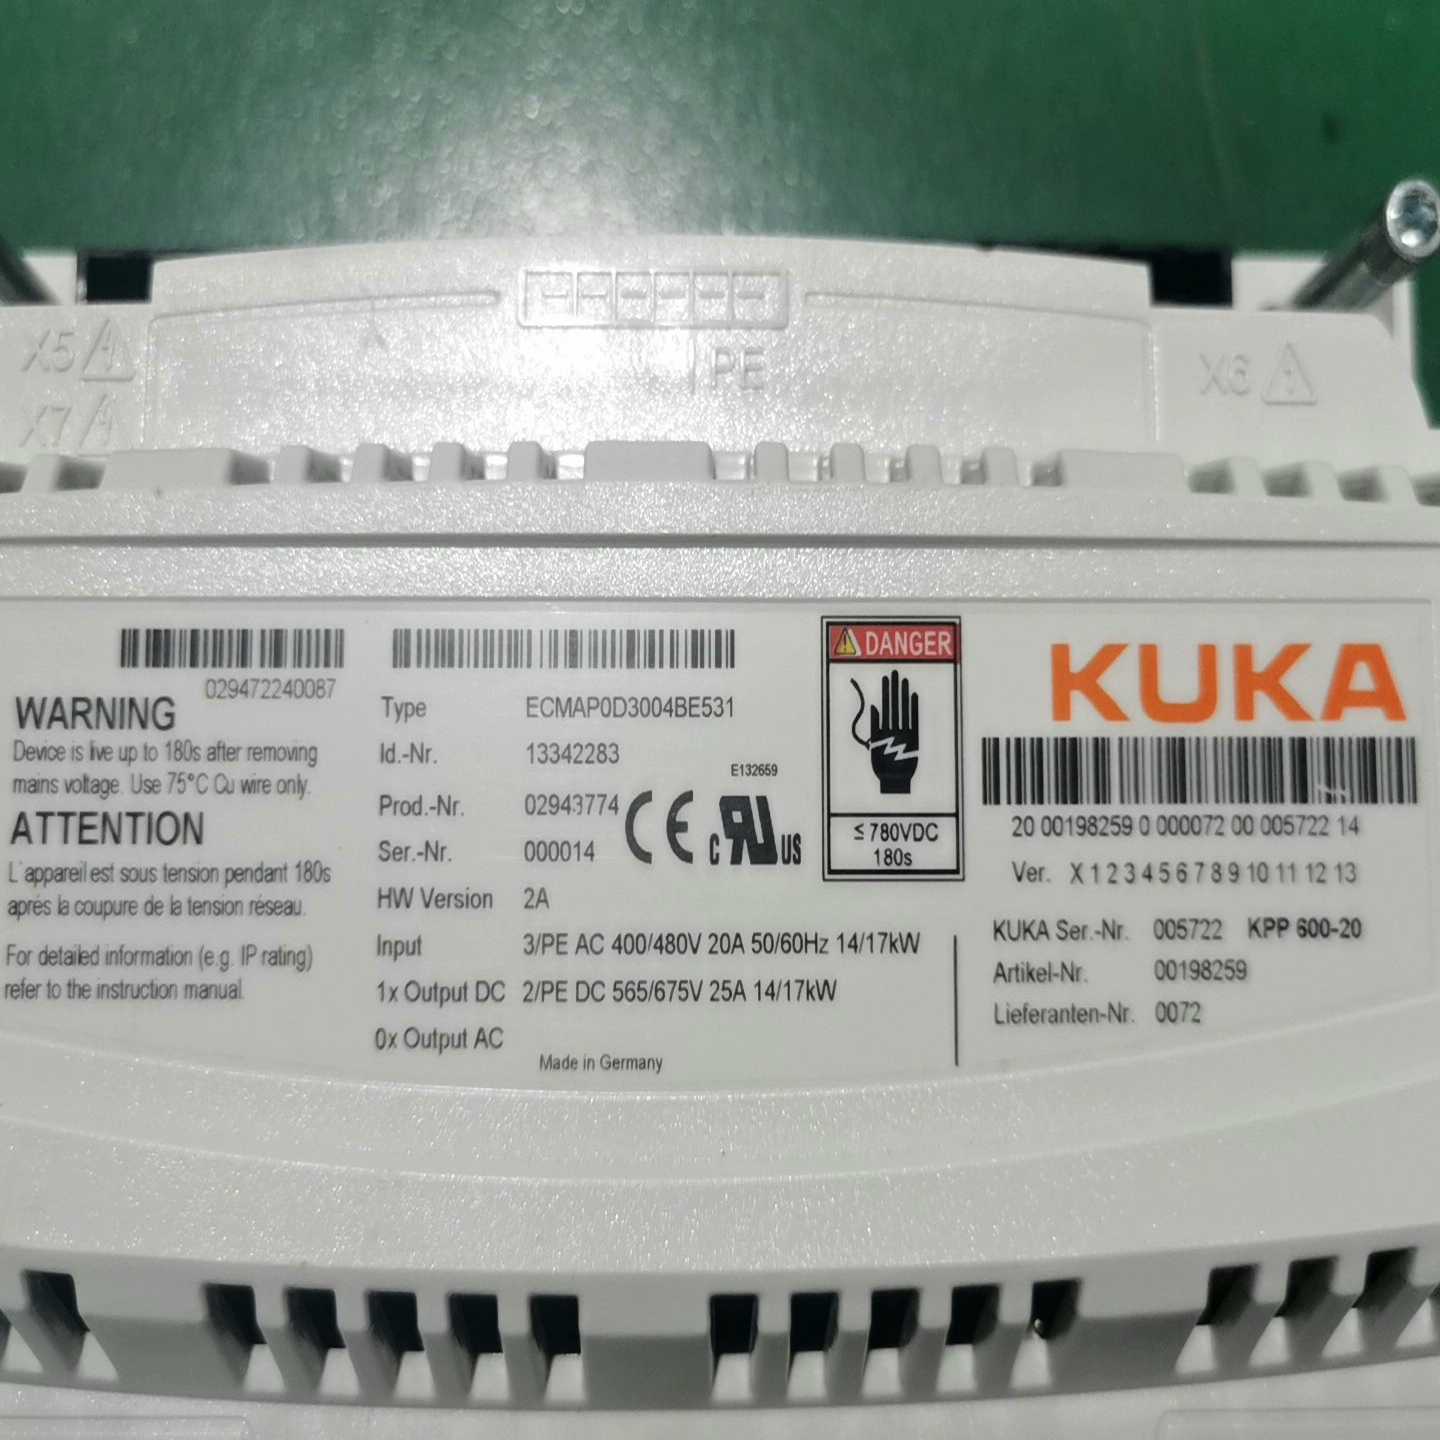 PE
X5
X7
X6
029472240087
WARNING
Device is live up to 180s after removing
mains voltage. Use 75°C Cu wire only.
ATTENTION
L'appareil est sous tension pendant 180s
aprés la coupure de la tension réseau.
For detailed information (e.g. IP rating)
refer to the instruction manual.
Type ECMAP0D3004BE531
Id.-Nr. 13342283
Prod.-Nr. 02943774
Ser.-Nr. 000014
HW Version 2A
Input 3/PE AC 400/480V 20A 50/60Hz 14/17kW
1x Output DC 2/PE DC 565/675V 25A 14/17kW
0x Output AC
Made in Germany
E132659
CE
c RU US
DANGER
≤780VDC
180s
KUKA
20 00198259 0 000072 00 005722 14
Ver. X 1 2 3 4 5 6 7 8 9 10 11 12 13
KUKA Ser.-Nr. 005722 KPP 600-20
Artikel-Nr. 00198259
Lieferanten-Nr. 0072